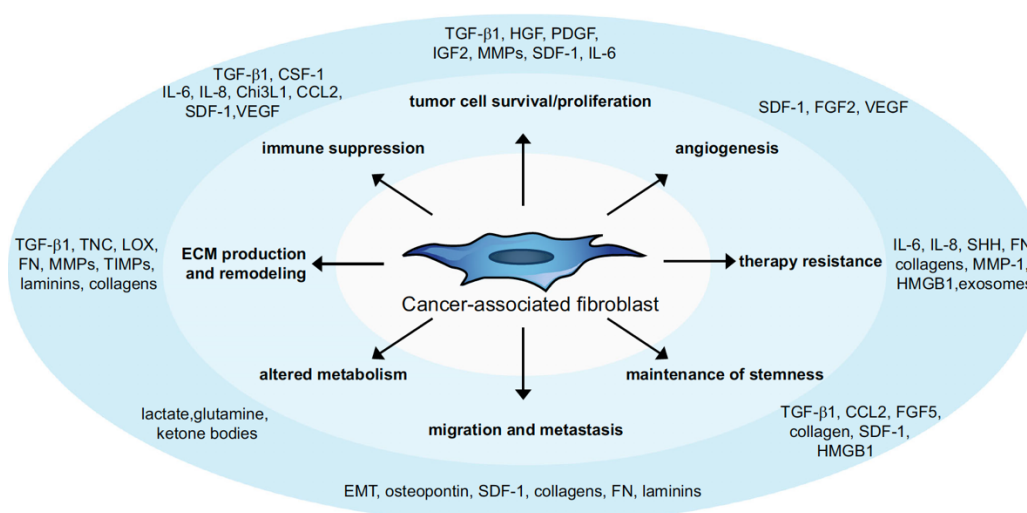 TGF-β1, HGF, PDGF,
IGF2, MMPs, SDF-1, IL-6
tumor cell survival/proliferation
TGF-β1, CSF-1
IL-6, IL-8, Chi3L1, CCL2,
SDF-1,VEGF
immune suppression
SDF-1, FGF2, VEGF
angiogenesis
TGF-β1, TNC, LOX,
FN, MMPs, TIMPs,
laminins, collagens
ECM production
and remodeling
Cancer-associated fibroblast
therapy resistance
IL-6, IL-8, SHH, FN,
collagens, MMP-1,
HMGB1,exosomes
altered metabolism
lactate,glutamine,
ketone bodies
migration and metastasis
EMT, osteopontin, SDF-1, collagens, FN, laminins
maintenance of stemness
TGF-β1, CCL2, FGF5,
collagen, SDF-1,
HMGB1